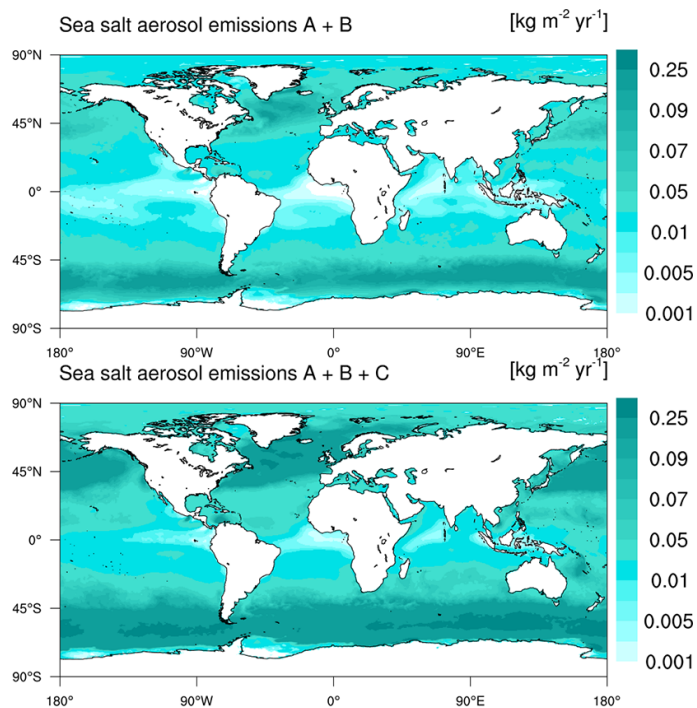 Sea salt aerosol emissions A + B [kg m⁻² yr⁻¹]
90°N
45°N
0°
45°S
90°S
180° 90°W 0° 90°E 180°
0.25
0.09
0.07
0.05
0.01
0.005
0.001
Sea salt aerosol emissions A + B + C [kg m⁻² yr⁻¹]
90°N
45°N
0°
45°S
90°S
180° 90°W 0° 90°E 180°
0.25
0.09
0.07
0.05
0.01
0.005
0.001